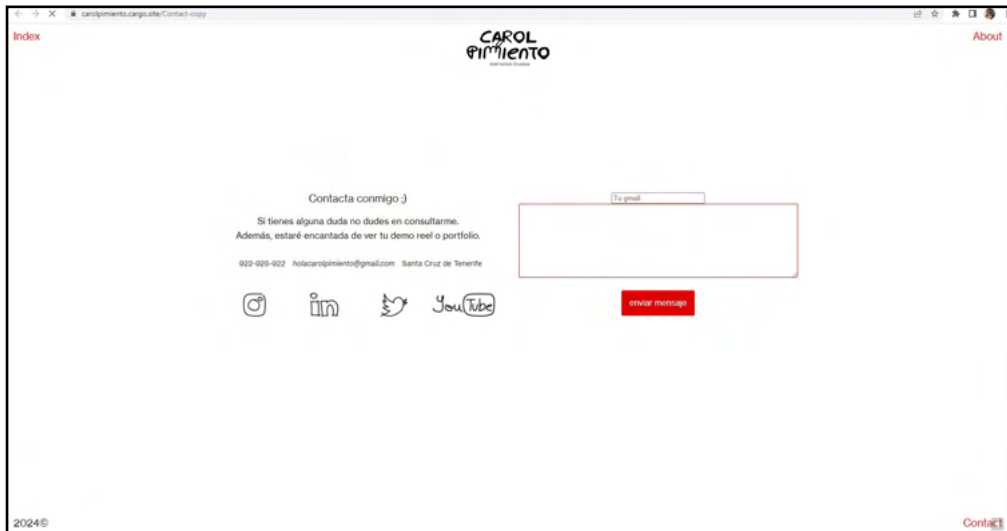 carolpimiento.cargo.site/Contact-copy
Index
CAROL
PIMIENTO
About
Contacta conmigo ;)
Si tienes alguna duda no dudes en consultarme.
Además, estaré encantada de ver tu demo reel o portfolio.
922-928-922 holacarolpimiento@gmail.com Santa Cruz de Tenerife
in
YouTube
Tu gmail
enviar mensaje
2024©
Contact